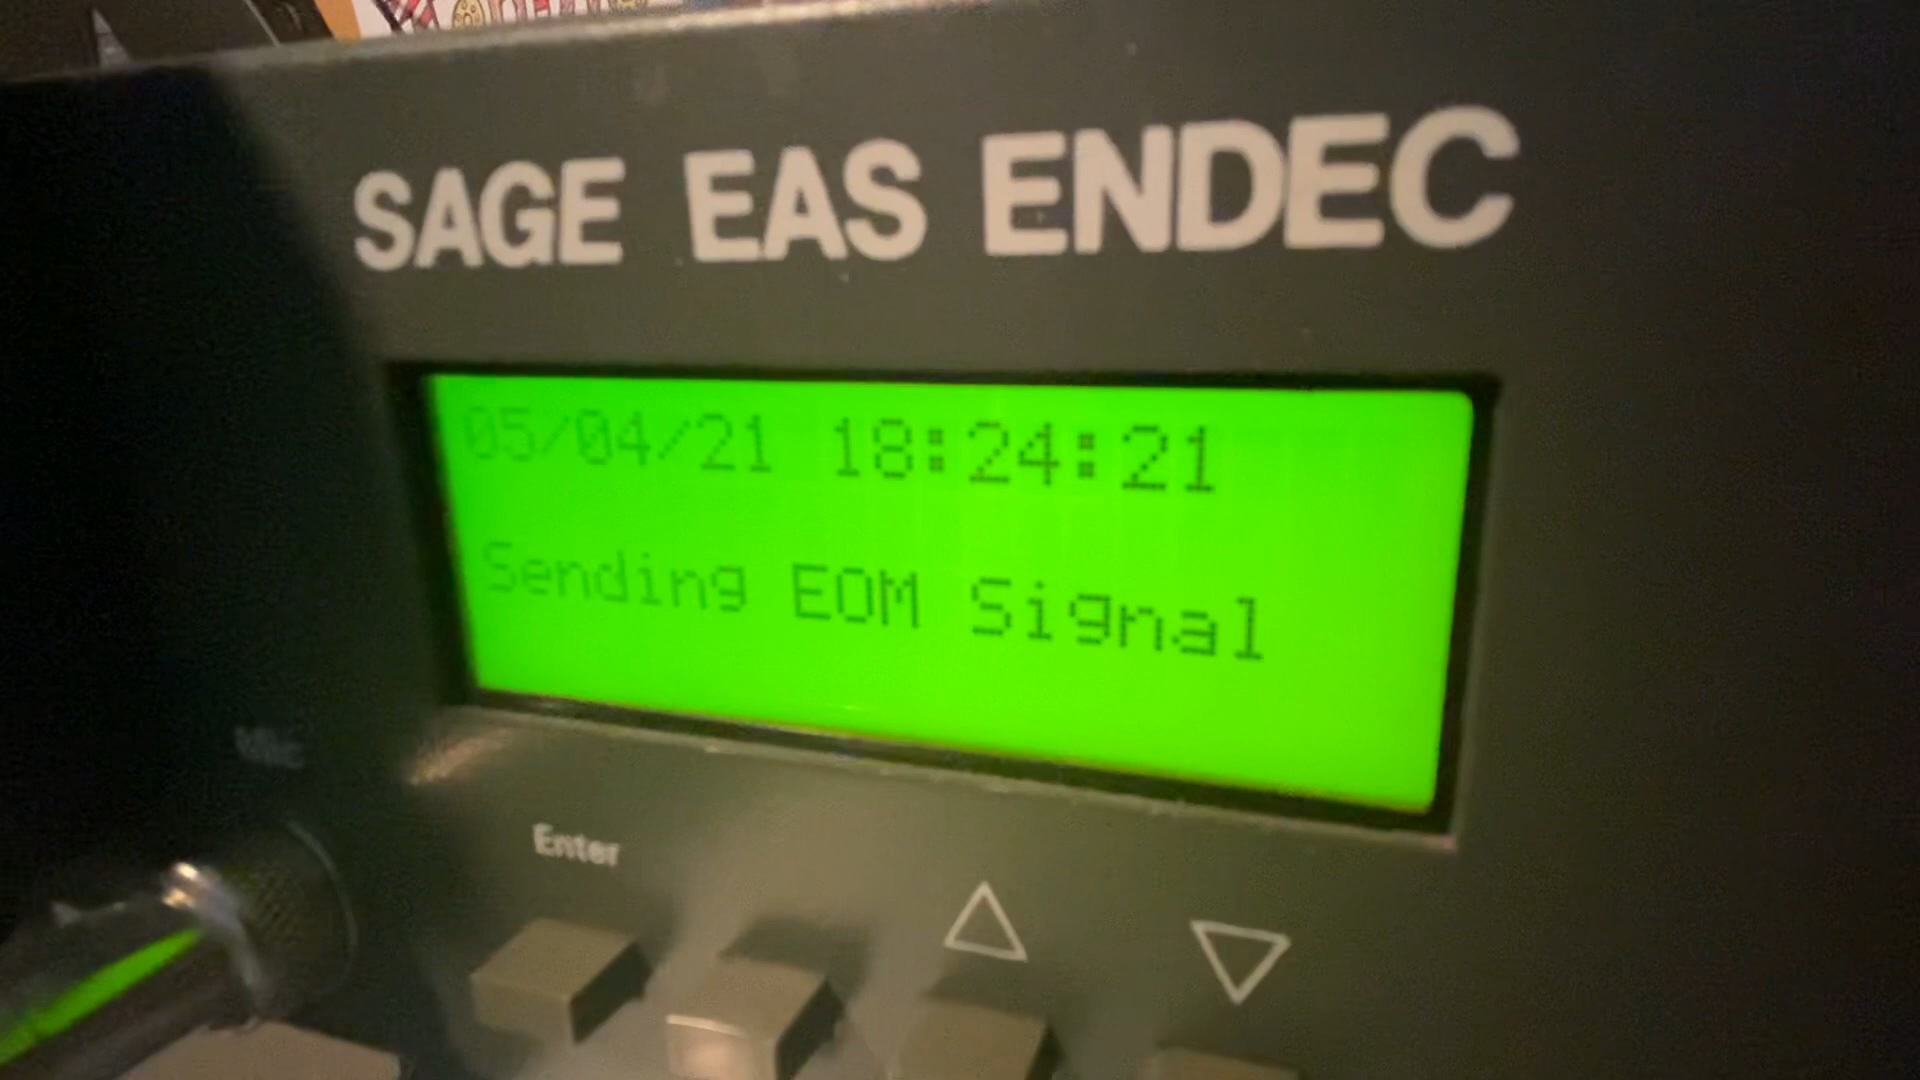 SAGE EAS ENDEC
05/04/21 18:24:21
Sending EOM Signal
Enter